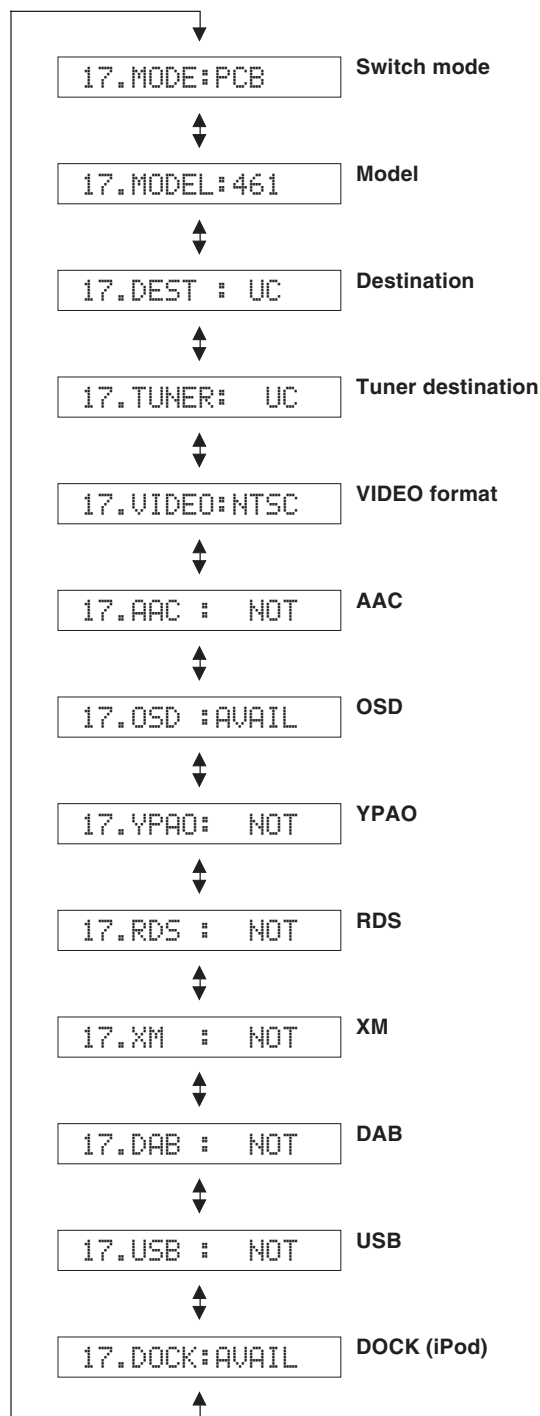 17.MODE:PCB Switch mode
17.MODEL:461 Model
17.DEST : UC Destination
17.TUNER: UC Tuner destination
17.VIDEO:NTSC VIDEO format
17.AAC : NOT AAC
17.OSD :AVAIL OSD
17.YPAO: NOT YPAO
17.RDS : NOT RDS
17.XM : NOT XM
17.DAB : NOT DAB
17.USB : NOT USB
17.DOCK:AVAIL DOCK (iPod)